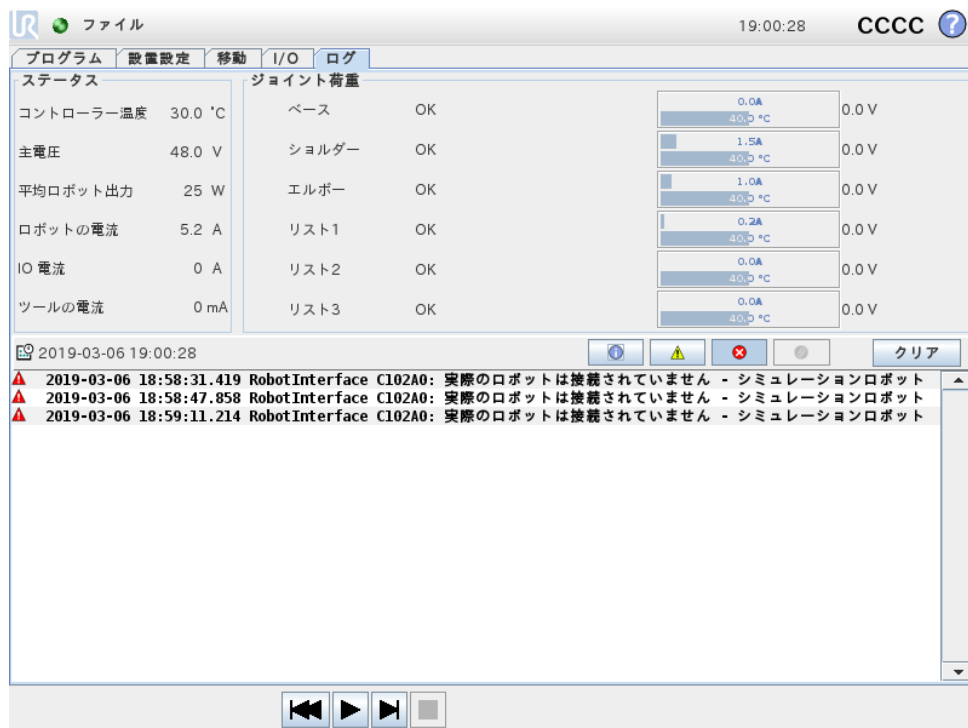 UR ファイル 19:00:28 CCCC ?
プログラム 設置設定 移動 I/O ログ
ステータス
コントローラー温度 30.0 °C
主電圧 48.0 V
平均ロボット出力 25 W
ロボットの電流 5.2 A
IO 電流 0 A
ツールの電流 0 mA
ジョイント荷重
ベース OK 0.0A 40.0 °C 0.0 V
ショルダー OK 1.5A 40.0 °C 0.0 V
エルボー OK 1.0A 40.0 °C 0.0 V
リスト1 OK 0.2A 40.0 °C 0.0 V
リスト2 OK 0.0A 40.0 °C 0.0 V
リスト3 OK 0.0A 40.0 °C 0.0 V
2019-03-06 19:00:28 クリア
2019-03-06 18:58:31.419 RobotInterface C102A0: 実際のロボットは接続されていません - シミュレーションロボット
2019-03-06 18:58:47.858 RobotInterface C102A0: 実際のロボットは接続されていません - シミュレーションロボット
2019-03-06 18:59:11.214 RobotInterface C102A0: 実際のロボットは接続されていません - シミュレーションロボット